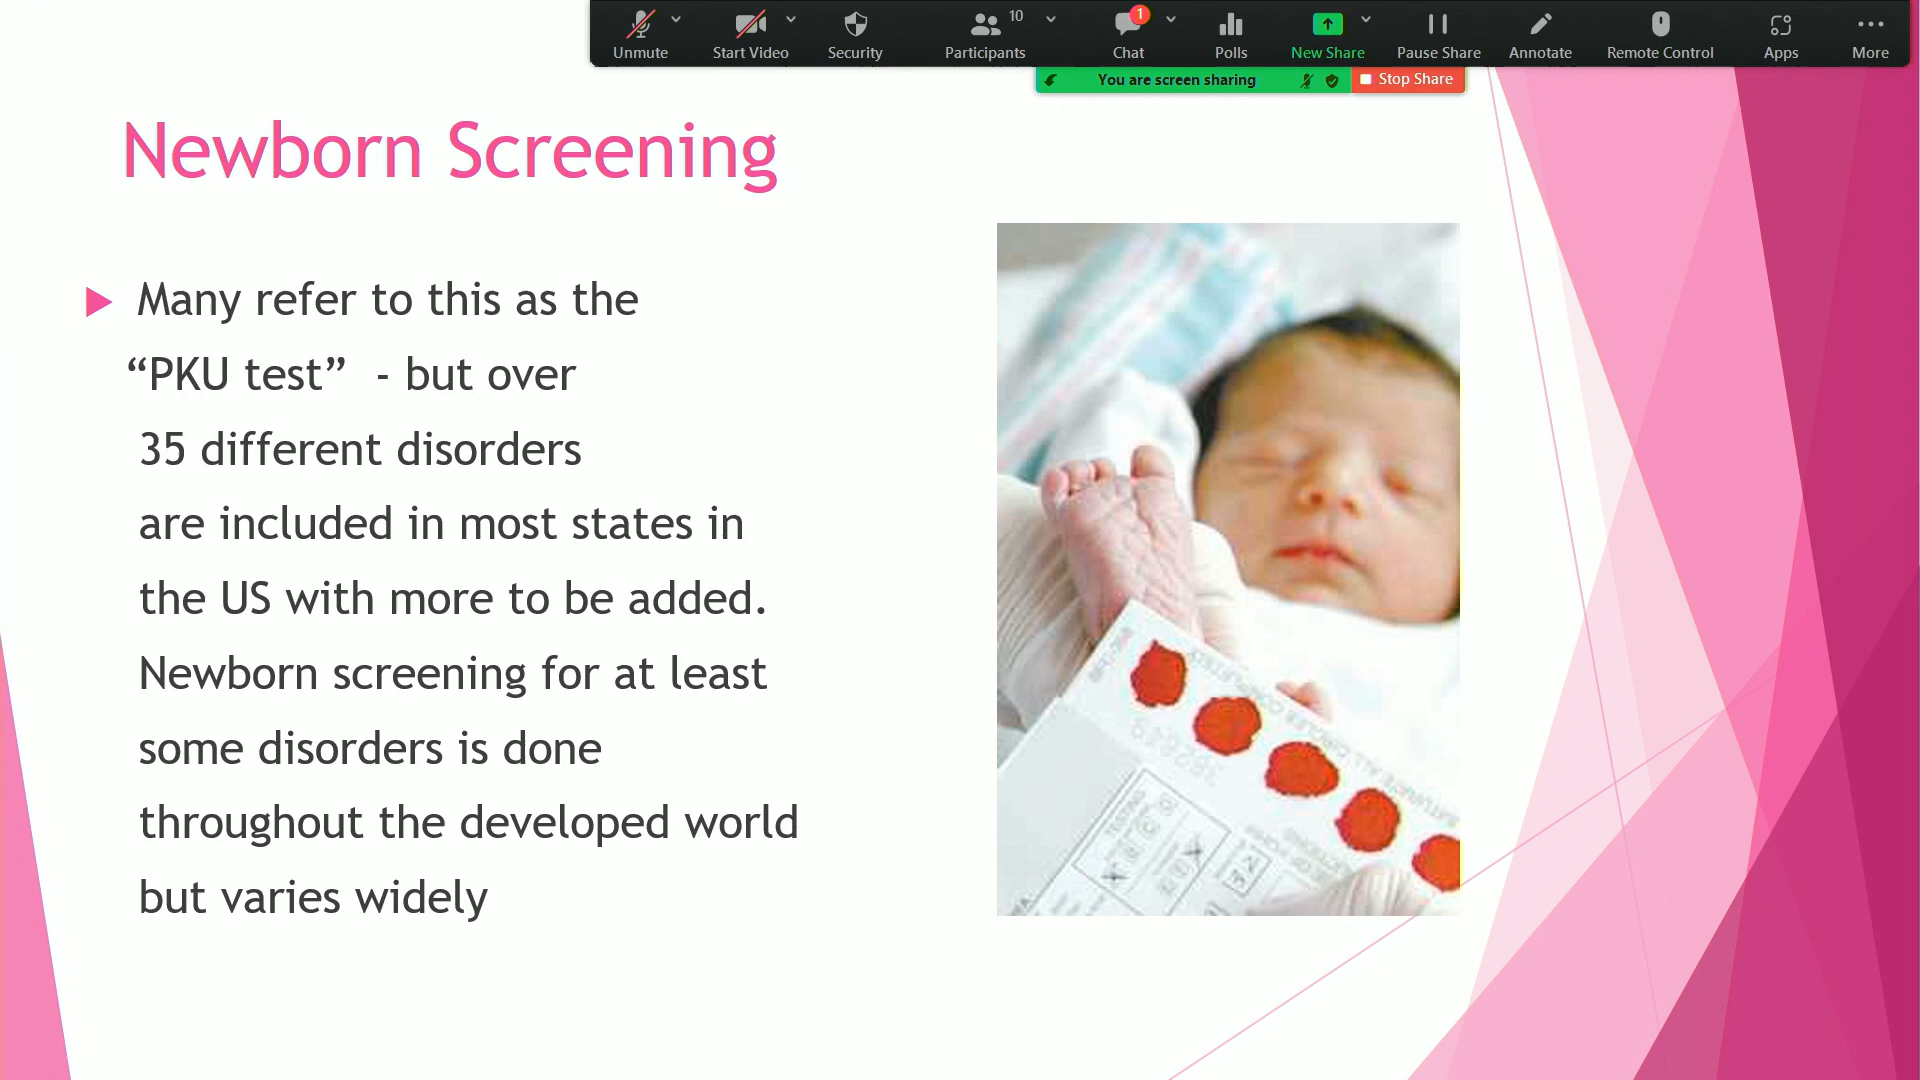 Unmute
Start Video
Security
Participants
10
Chat
1
Polls
New Share
Pause Share
Annotate
Remote Control
Apps
More
You are screen sharing
Stop Share
Newborn Screening
Many refer to this as the
“PKU test”  - but over
35 different disorders
are included in most states in
the US with more to be added.
Newborn screening for at least
some disorders is done
throughout the developed world
but varies widely